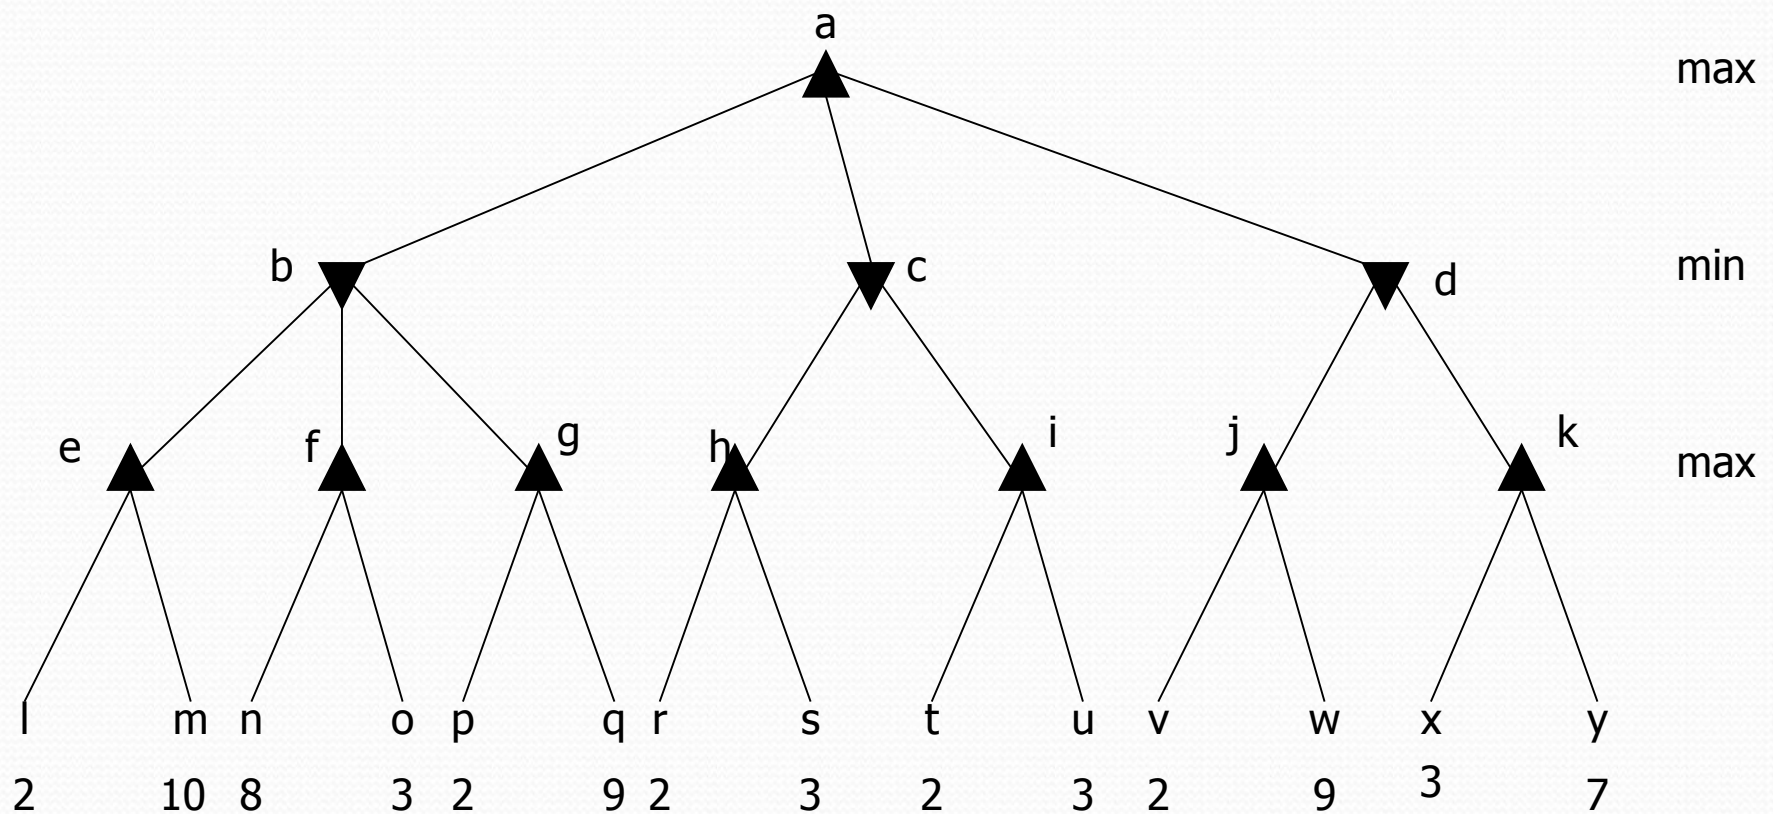 a
max
b c d min
e f g h i j k max
l m n o p q r s t u v w x y
2 10 8 3 2 9 2 3 2 3 2 9 3 7